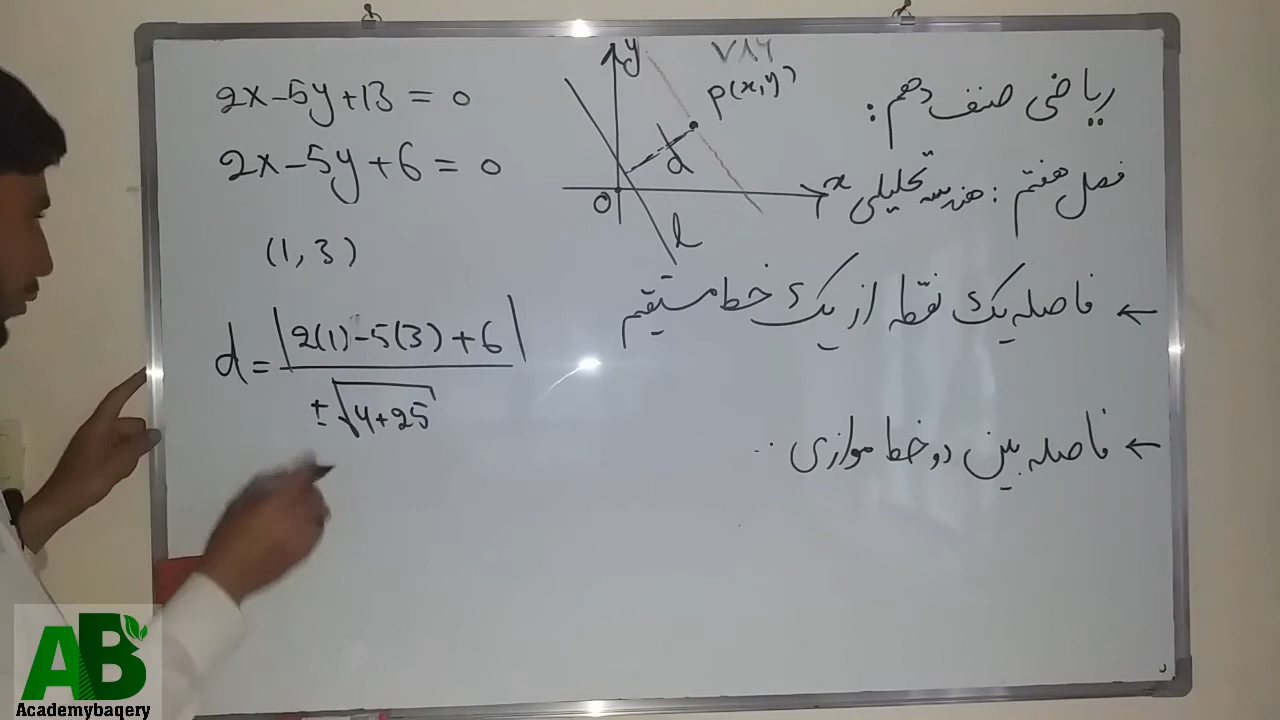 ریاضی صنف دهم:
فصل هفتم: هندسه تحلیلی
← فاصله یک نقطه از یک خط مستقیم
← فاصله بین دو خط موازی
2x-5y+13=0
2x-5y+6=0
(1,3)
d=|2(1)-5(3)+6|
±√4+25
y
p(x,y)
d
x
O
l
AB
Academybaqery